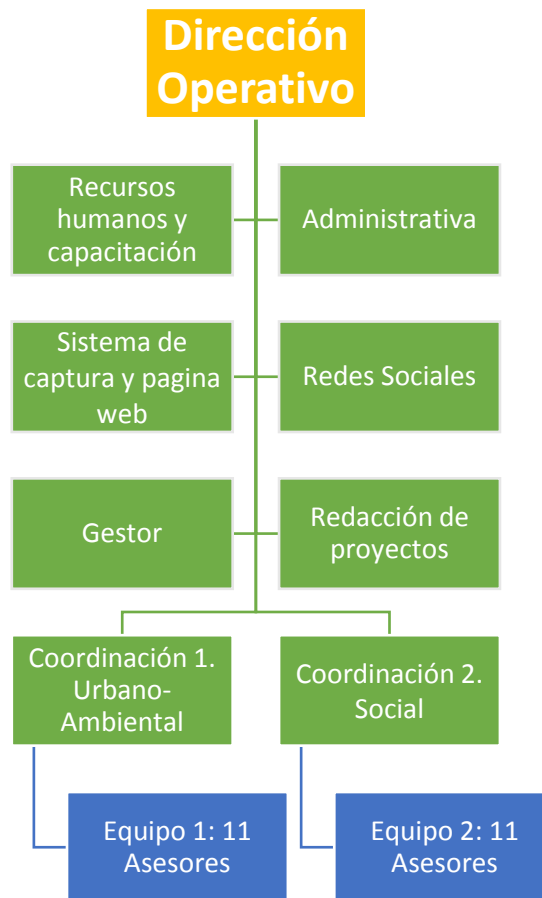 Dirección
Operativo
Recursos
humanos y
capacitación
Administrativa
Sistema de
captura y pagina
web
Redes Sociales
Gestor
Redacción de
proyectos
Coordinación 1.
Urbano-
Ambiental
Coordinación 2.
Social
Equipo 1: 11
Asesores
Equipo 2: 11
Asesores